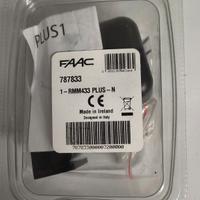 PLUS1
FAAC
787833
1-RMM433 PLUS-N
CE
Made in Ireland
Designed in Italy